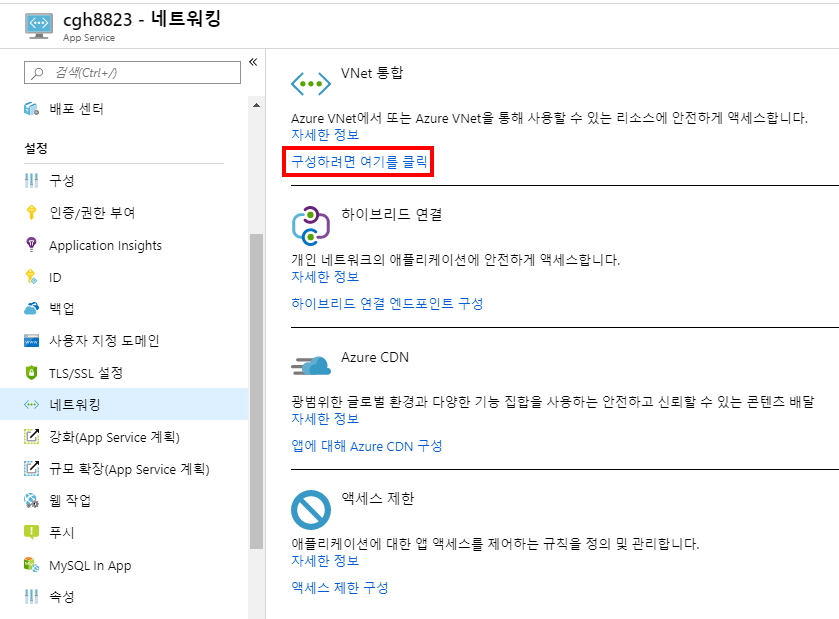 cgh8823 - 네트워킹
App Service
검색(Ctrl+/)
«
배포 센터
설정
구성
인증/권한 부여
Application Insights
ID
백업
사용자 지정 도메인
TLS/SSL 설정
네트워킹
강화(App Service 계획)
규모 확장(App Service 계획)
웹 작업
푸시
MySQL In App
속성
VNet 통합
Azure VNet에서 또는 Azure VNet을 통해 사용할 수 있는 리소스에 안전하게 액세스합니다.
자세한 정보
구성하려면 여기를 클릭
하이브리드 연결
개인 네트워크의 애플리케이션에 안전하게 액세스합니다.
자세한 정보
하이브리드 연결 엔드포인트 구성
Azure CDN
광범위한 글로벌 환경과 다양한 기능 집합을 사용하는 안전하고 신뢰할 수 있는 콘텐츠 배달
자세한 정보
앱에 대해 Azure CDN 구성
액세스 제한
애플리케이션에 대한 앱 액세스를 제어하는 규칙을 정의 및 관리합니다.
자세한 정보
액세스 제한 구성